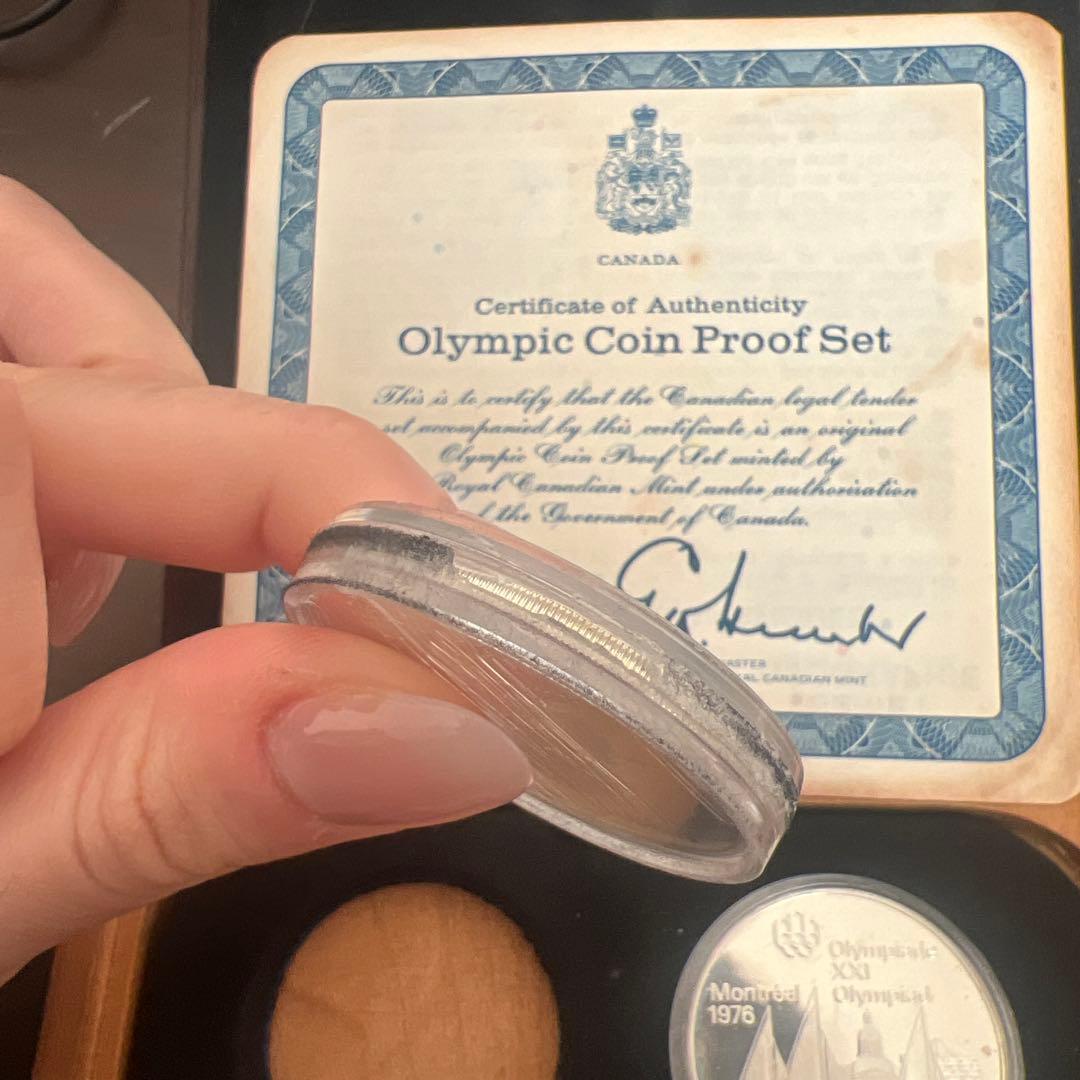 CANADA
Certificate of Authenticity
Olympic Coin Proof Set
This is to certify that the Canadian legal tender
set accompanied by this certificate is an original
Olympic Coin Proof Set minted by
Royal Canadian Mint under authorisation
the Government of Canada.
CANADIAN MINT
Olympiade
XXI
Montréal Olympiad
1976